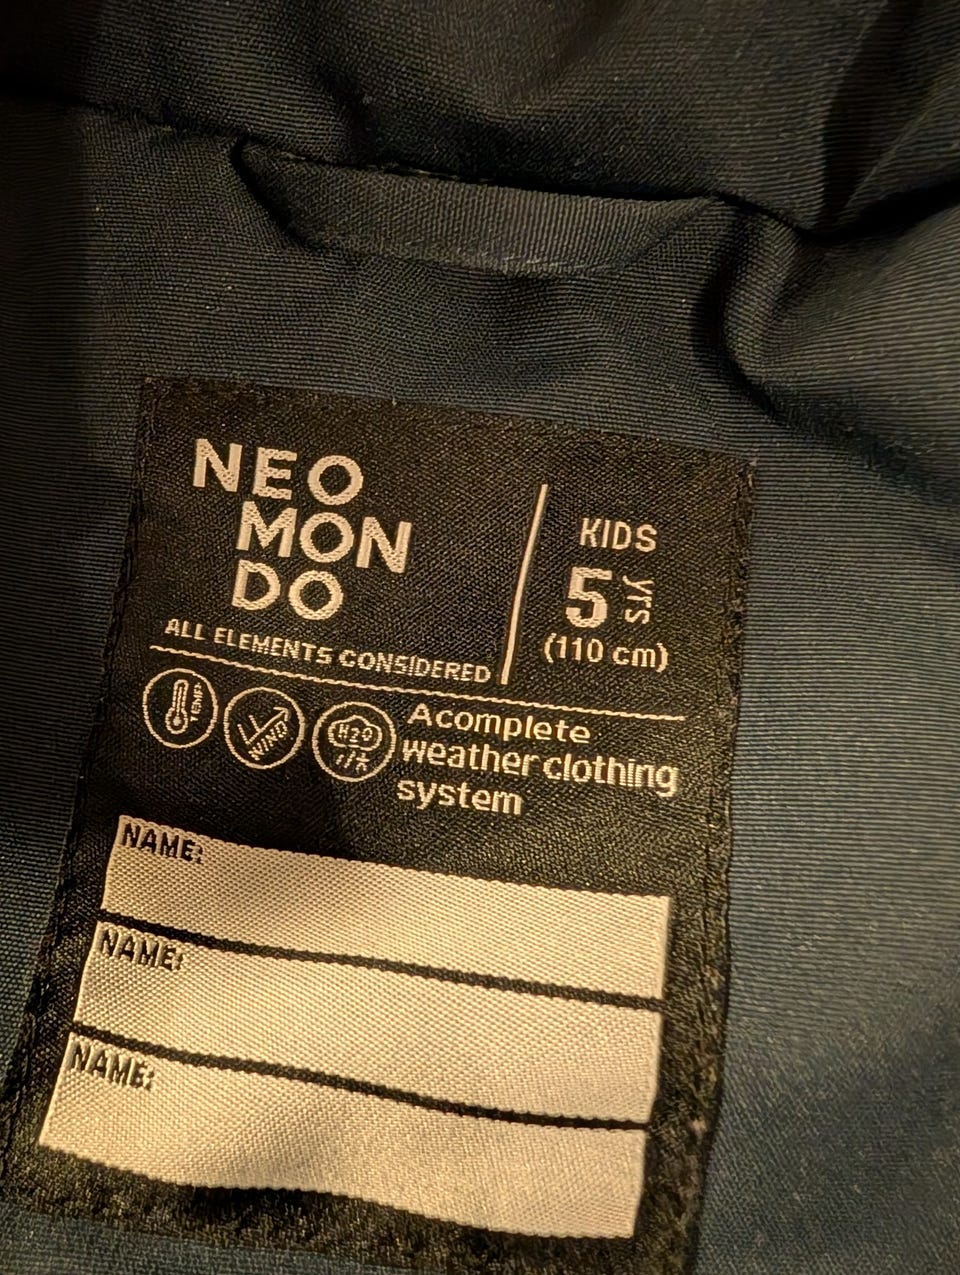 NEO
MON
DO
ALL ELEMENTS CONSIDERED
KIDS
5 yrs
(110 cm)
TEMP
WIND
H2O
A complete
weather clothing
system
NAME:
NAME:
NAME: